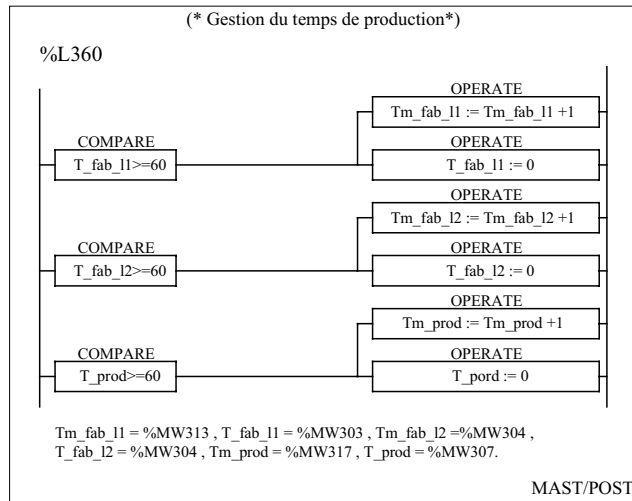 (* Gestion du temps de production*)
%L360
OPERATE
Tm_fab_l1 := Tm_fab_l1 +1
COMPARE
OPERATE
T_fab_l1>=60
T_fab_l1 := 0
OPERATE
Tm_fab_l2 := Tm_fab_l2 +1
COMPARE
OPERATE
T_fab_l2>=60
T_fab_l2 := 0
OPERATE
Tm_prod := Tm_prod +1
COMPARE
OPERATE
T_prod>=60
T_pord := 0
Tm_fab_l1 = %MW313 , T_fab_l1 = %MW303 , Tm_fab_l2 =%MW304 ,
T_fab_l2 = %MW304 , Tm_prod = %MW317 , T_prod = %MW307.
MAST/POST